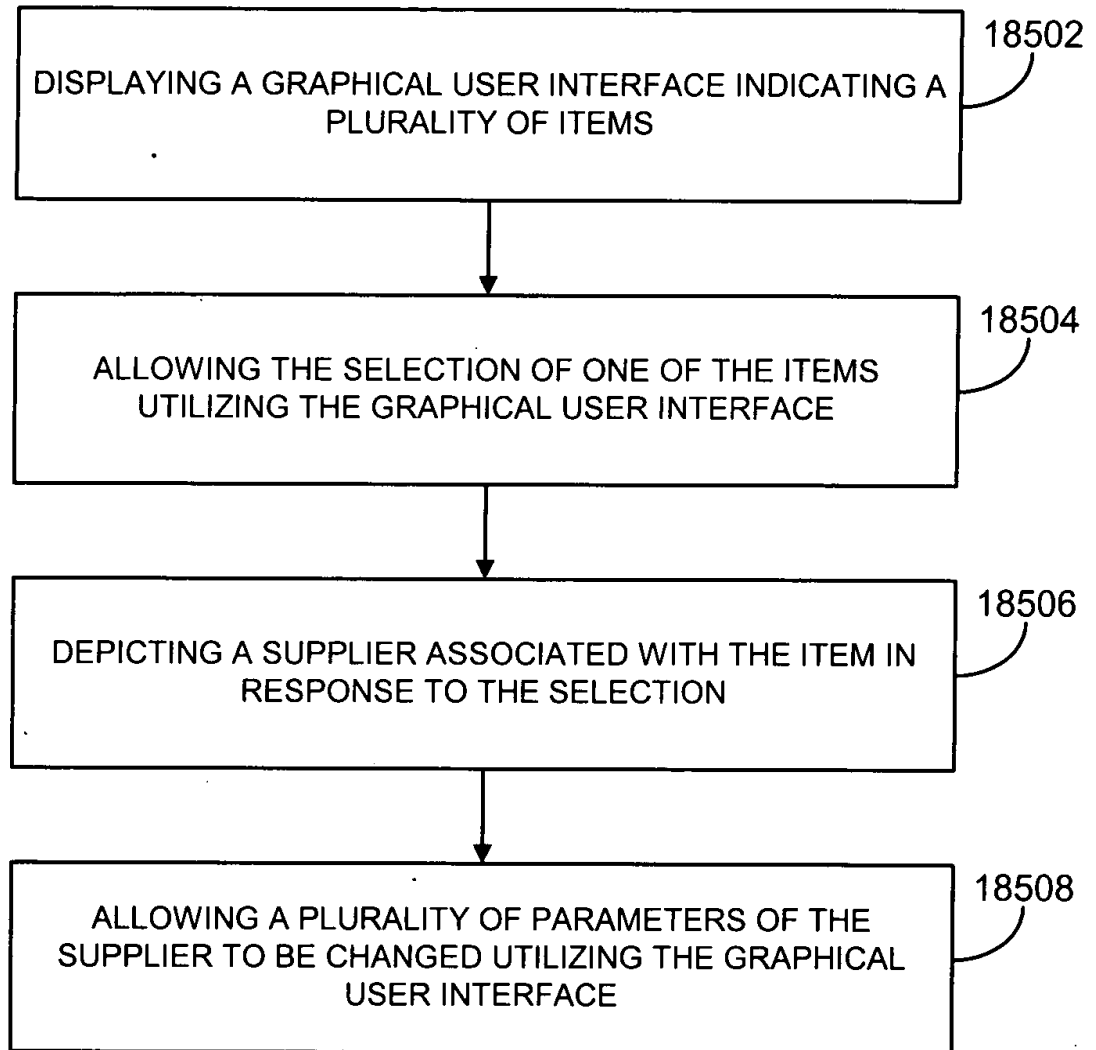 18502
DISPLAYING A GRAPHICAL USER INTERFACE INDICATING A
PLURALITY OF ITEMS
18504
ALLOWING THE SELECTION OF ONE OF THE ITEMS
UTILIZING THE GRAPHICAL USER INTERFACE
18506
DEPICTING A SUPPLIER ASSOCIATED WITH THE ITEM IN
RESPONSE TO THE SELECTION
18508
ALLOWING A PLURALITY OF PARAMETERS OF THE
SUPPLIER TO BE CHANGED UTILIZING THE GRAPHICAL
USER INTERFACE